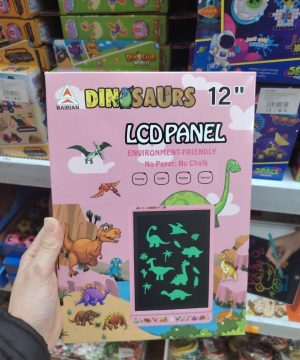 BAIBIAN
DINOSAURS 12"
LCD PANEL
ENVIRONMENT-FRIENDLY
No Paper, No Chalk